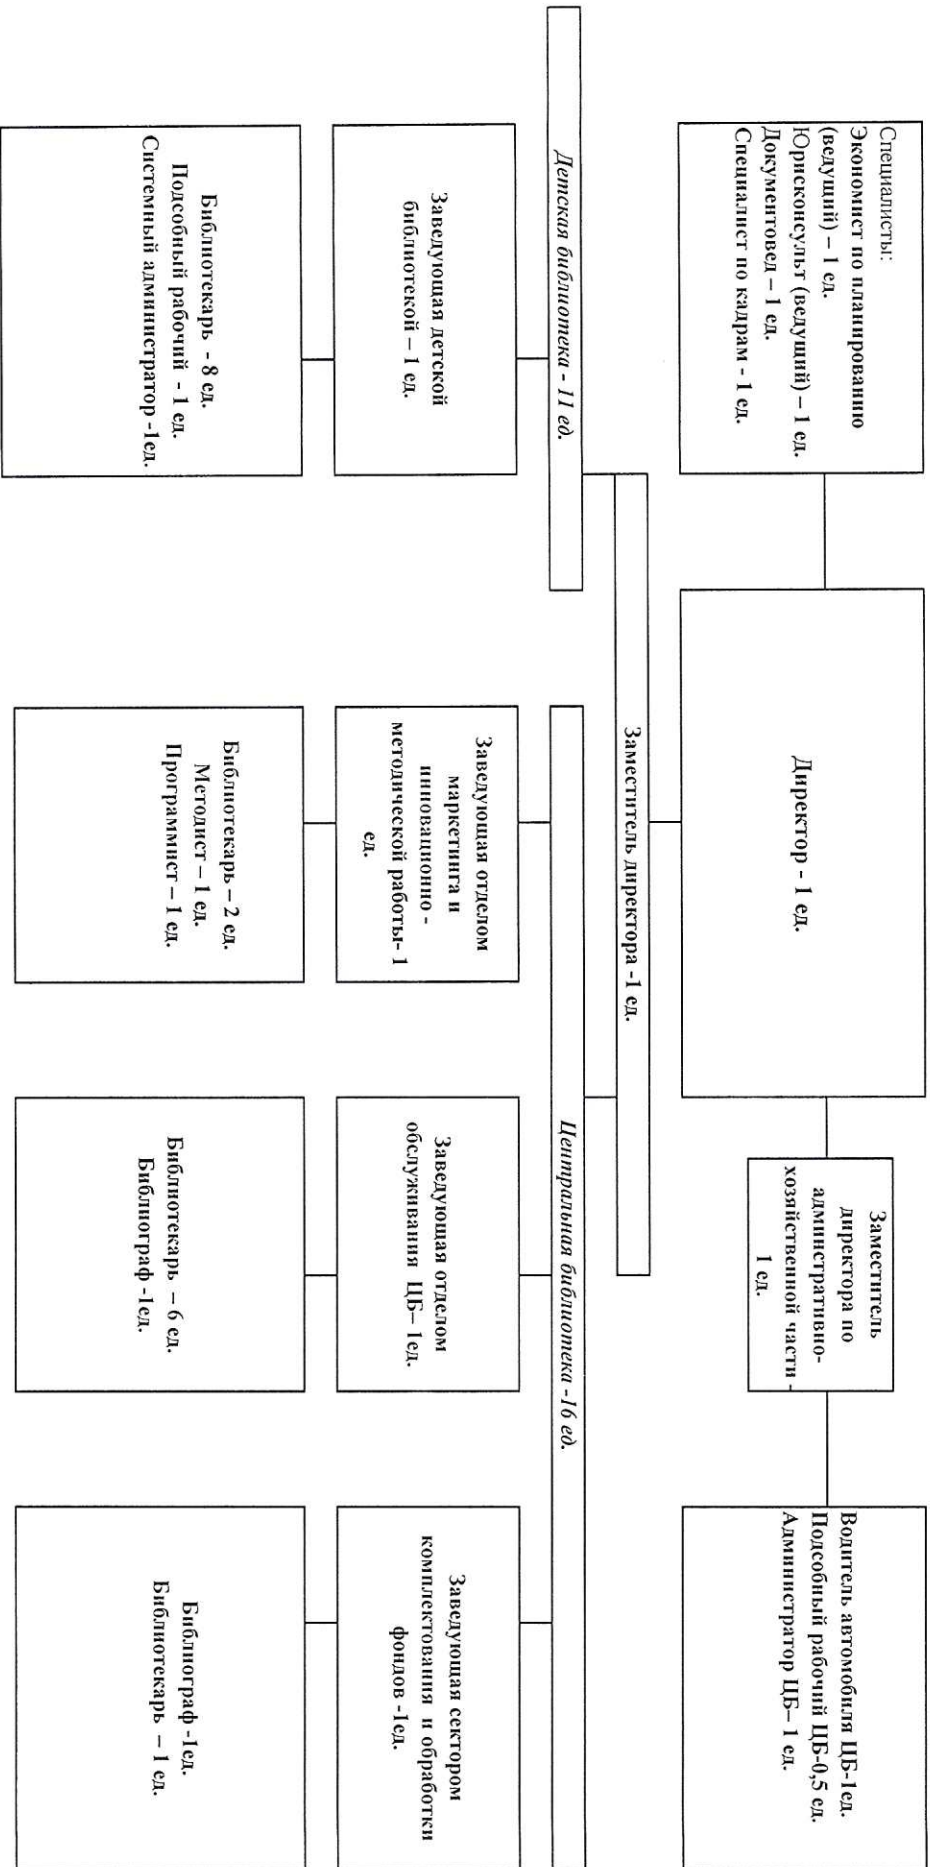 Специалисты:
Экономист по планированию
(ведущий) – 1 ед.
Юрисконсульт (ведущий) – 1 ед.
Документовед – 1 ед.
Специалист по кадрам - 1 ед.
Директор - 1 ед.
Заместитель
директора по
админстративно-
хозяйственной части -
1 ед.
Водитель автомобиля ЦБ-1ед.
Подсобный рабочий ЦБ-0,5 ед.
Администратор ЦБ– 1 ед.
Заместитель директора -1 ед.
Детская библиотека - 11 ед.
Центральная библиотека -16 ед.
Заведующая детской
библиотекой – 1 ед.
Заведующая отделом
маркетинга и
инновационно -
методической работы- 1
ед.
Заведующая отделом
обслуживания ЦБ– 1ед.
Заведующая сектором
комплектования и обработки
фондов -1ед.
Библиотекарь - 8 ед.
Подсобный рабочий - 1 ед.
Системный администратор -1ед.
Библиотекарь – 2 ед.
Методист – 1 ед.
Программист – 1 ед.
Библиотекарь – 6 ед.
Библиограф -1ед.
Библиограф -1ед.
Библиотекарь – 1 ед.